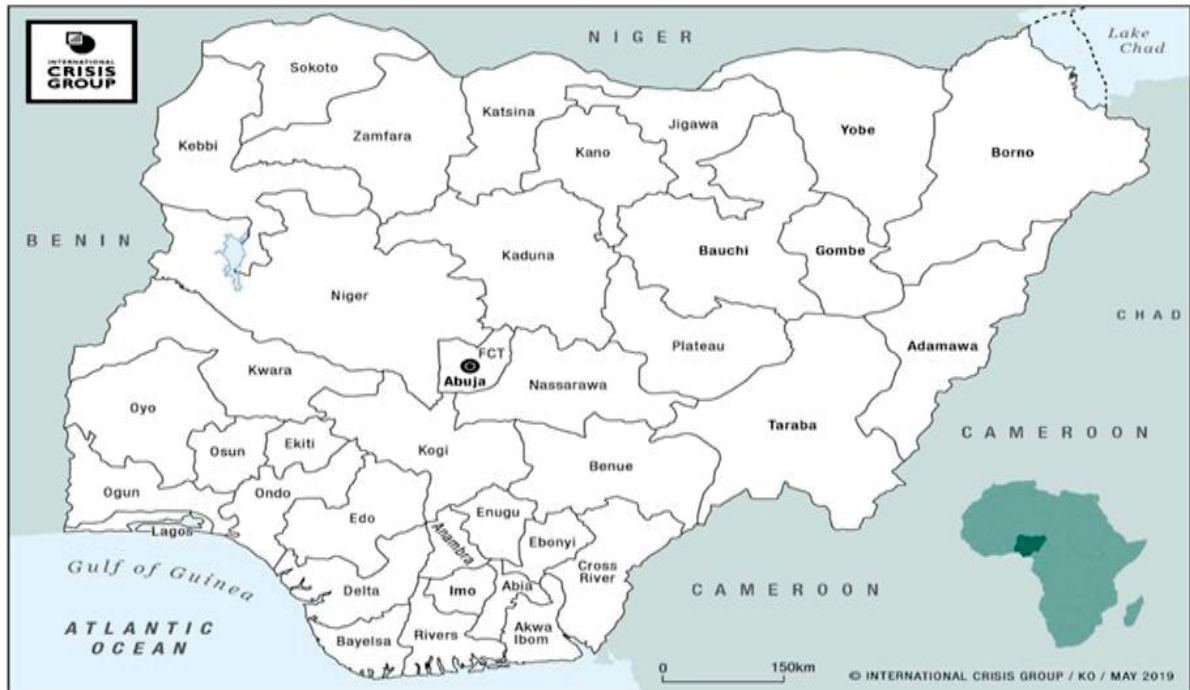 INTERNATIONAL
CRISIS
GROUP
NIGER
Lake
Chad
Sokoto
Katsina
Jigawa
Yobe
Kebbi
Zamfara
Kano
Borno
BENIN
Kaduna
Bauchi
Gombe
Niger
CHAD
FCT
Abuja
Plateau
Adamawa
Kwara
Nassarawa
Oyo
Taraba
CAMEROON
Osun
Ekiti
Kogi
Benue
Ogun
Ondo
Edo
Enugu
Lagos
Anambra
Ebonyi
Cross
River
Gulf of Guinea
Delta
Imo
Abia
CAMEROON
ATLANTIC
OCEAN
Bayelsa
Rivers
Akwa
Ibom
0 150km
© INTERNATIONAL CRISIS GROUP / KO / MAY 2019